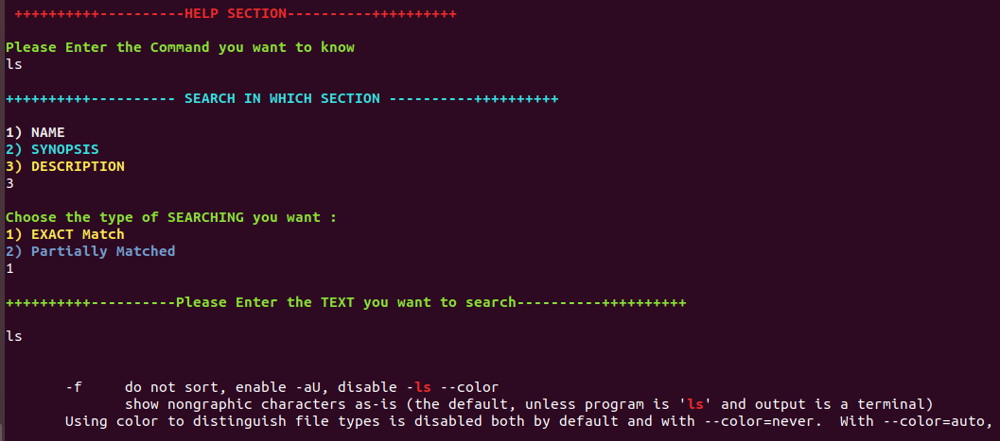 ++++++++++----------HELP SECTION----------++++++++++
Please Enter the Command you want to know
ls
++++++++++---------- SEARCH IN WHICH SECTION ----------++++++++++
1) NAME
2) SYNOPSIS
3) DESCRIPTION
3
Choose the type of SEARCHING you want :
1) EXACT Match
2) Partially Matched
1
++++++++++----------Please Enter the TEXT you want to search----------++++++++++
ls
-f     do not sort, enable -aU, disable -ls --color
show nongraphic characters as-is (the default, unless program is 'ls' and output is a terminal)
Using color to distinguish file types is disabled both by default and with --color=never.  With --color=auto,